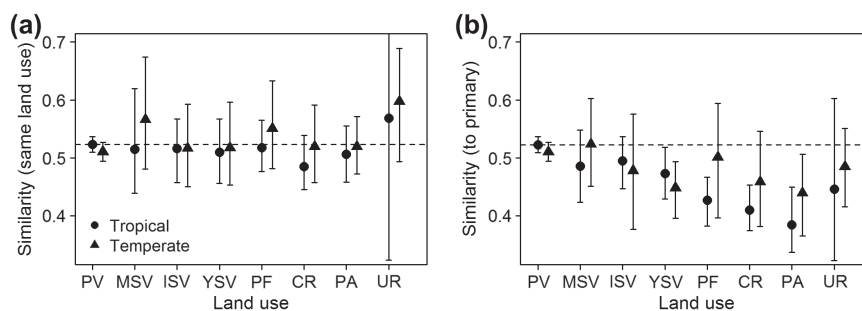 (a)
Similarity (same land use)
0.7
0.6
0.5
0.4
Tropical
Temperate
PV MSV ISV YSV PF CR PA UR
Land use
(b)
Similarity (to primary)
0.7
0.6
0.5
0.4
PV MSV ISV YSV PF CR PA UR
Land use